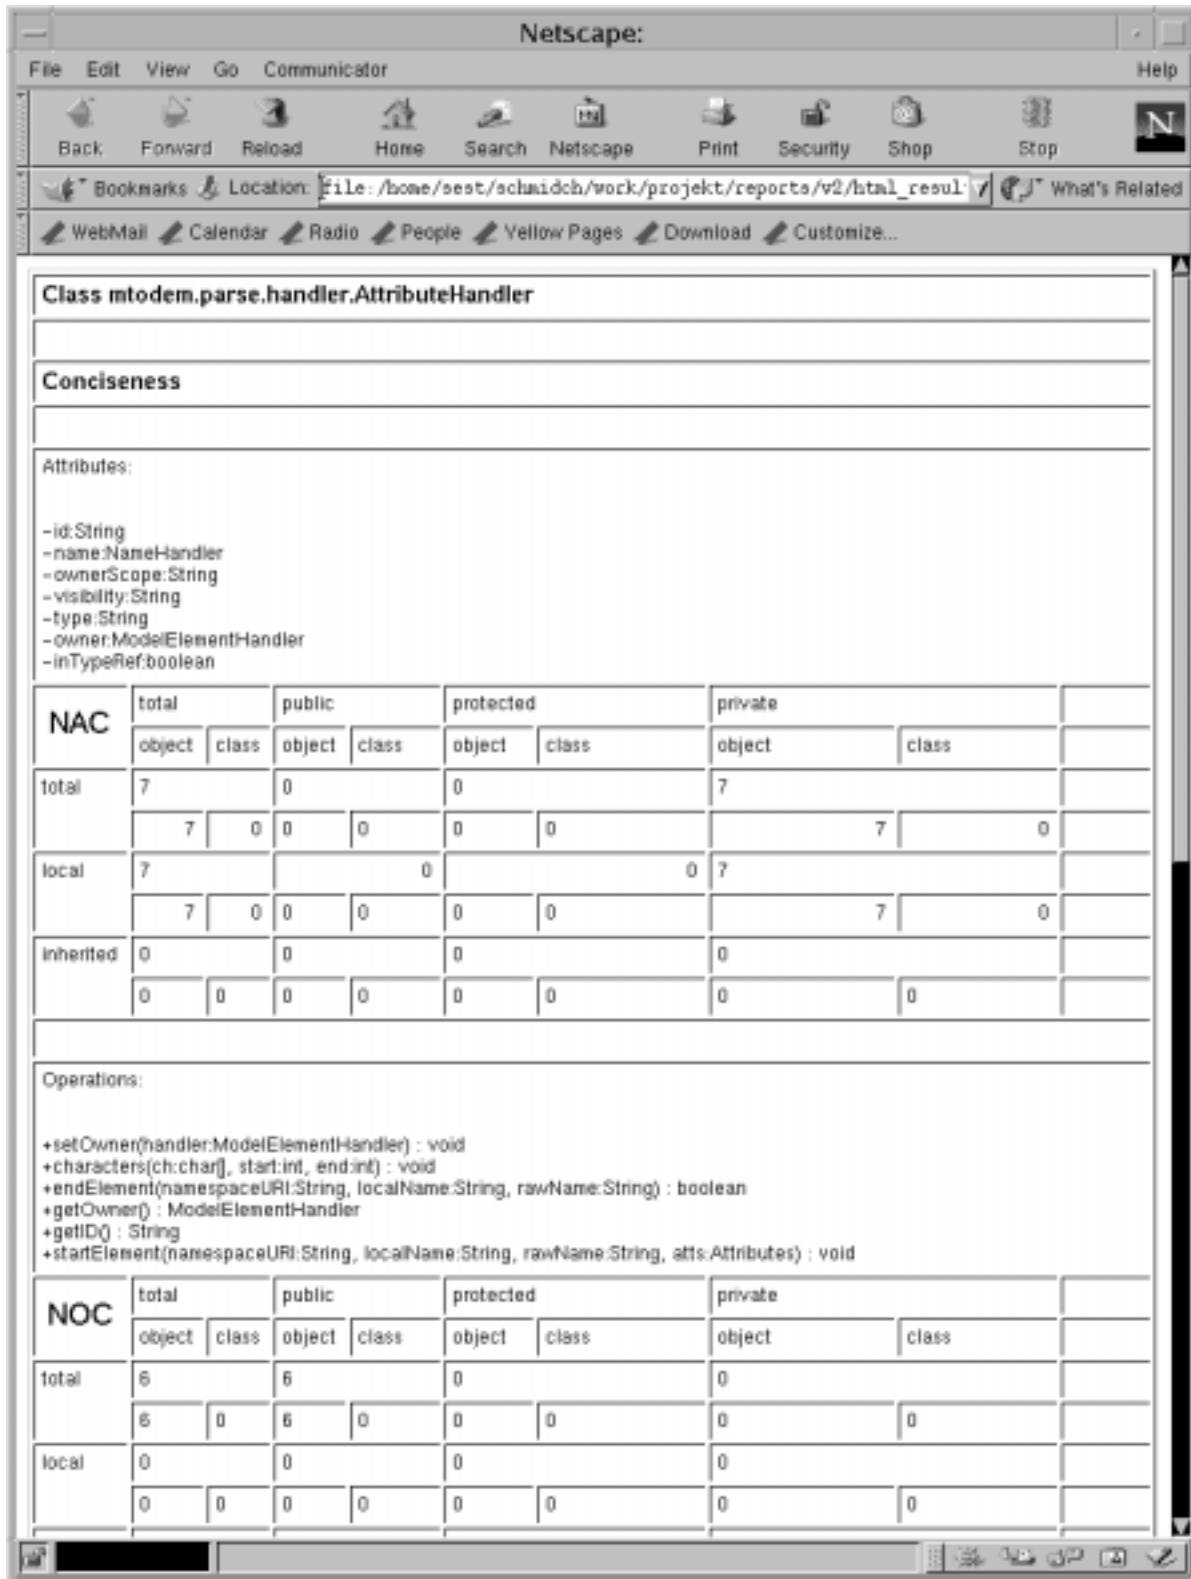 Netscape:
File Edit View Go Communicator Help
Back Forward Reload Home Search Netscape Print Security Shop Stop N
Bookmarks Location: file:/home/sest/schmidch/work/projekt/reports/v2/html_resul What's Related
WebMail Calendar Radio People Yellow Pages Download Customize...
Class mtodem.parse.handler.AttributeHandler
Conciseness
Attributes:
-id:String
-name:NameHandler
-ownerScope:String
-visibility:String
-type:String
-owner:ModelElementHandler
-inTypeRef:boolean
NAC total public protected private
object class object class object class object class
total 7 0 0 7
7 0 0 0 0 0 7 0
local 7 0 0 7
7 0 0 0 0 0 7 0
inherited 0 0 0 0
0 0 0 0 0 0 0 0
Operations:
+setOwner(handler:ModelElementHandler) : void
+characters(ch:char[], start:int, end:int) : void
+endElement(namespaceURI:String, localName:String, rawName:String) : boolean
+getOwner() : ModelElementHandler
+getID() : String
+startElement(namespaceURI:String, localName:String, rawName:String, atts:Attributes) : void
NOC total public protected private
object class object class object class object class
total 6 6 0 0
6 0 6 0 0 0 0 0
local 0 0 0 0
0 0 0 0 0 0 0 0